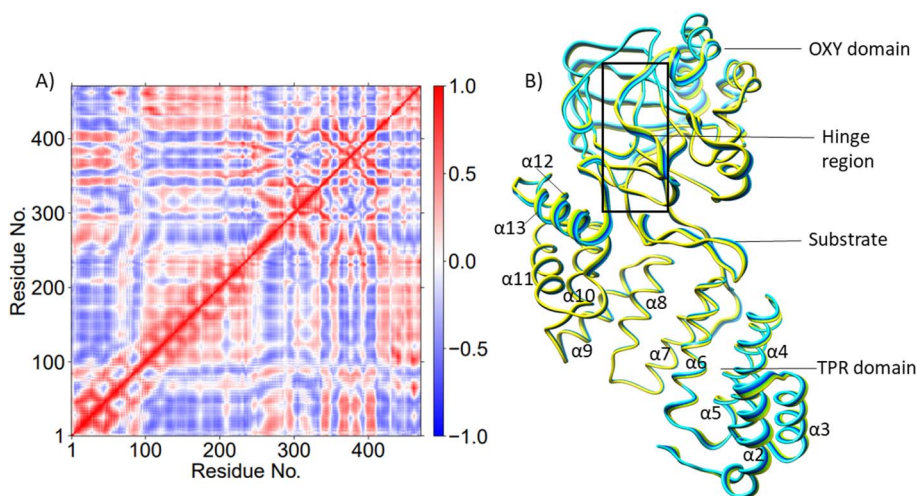 A)
1.0
0.5
0.0
−0.5
−1.0
400
300
200
100
1
Residue No.
1 100 200 300 400
Residue No.
B)
OXY domain
Hinge
region
α12
α13
Substrate
α11
α10
α8
α9
α7
α6
α4
TPR domain
α5
α3
α2